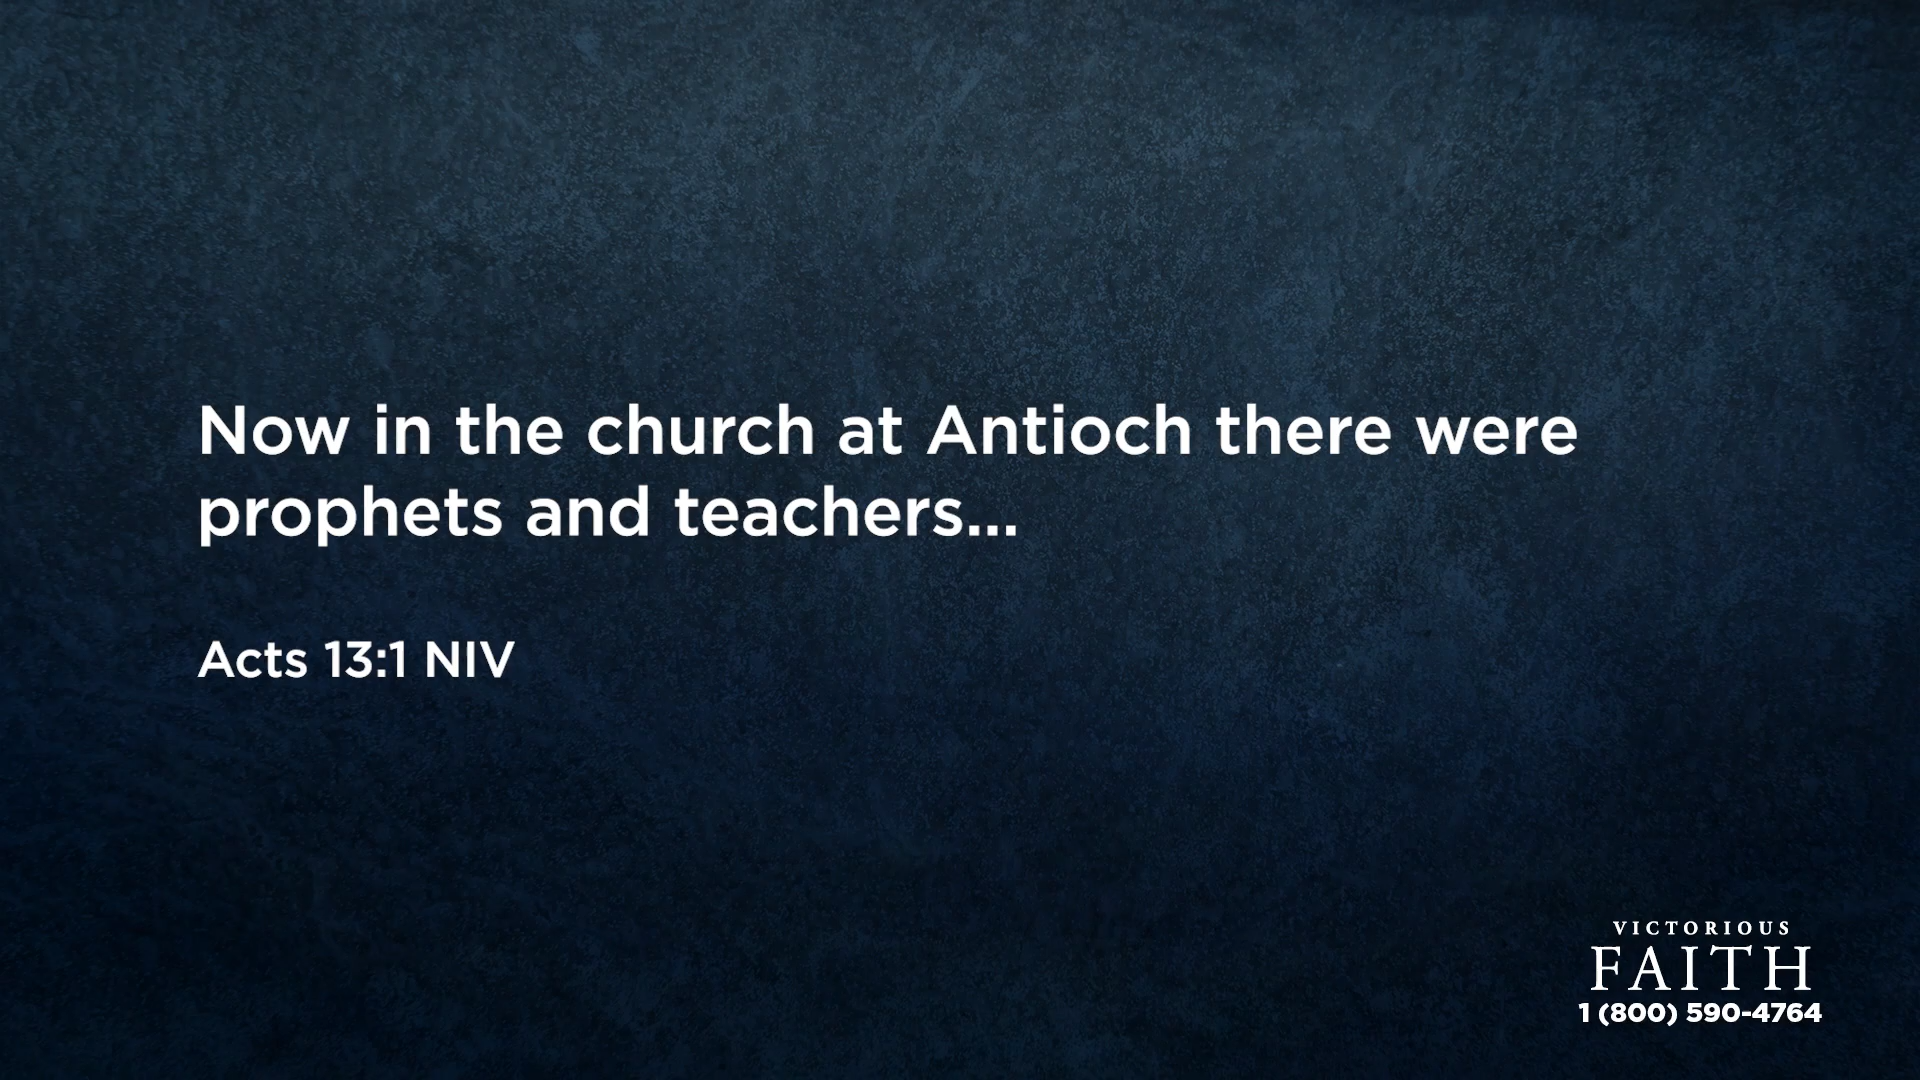 Now in the church at Antioch there were
prophets and teachers...
Acts 13:1 NIV
VICTORIOUS
FAITH
1 (800) 590-4764